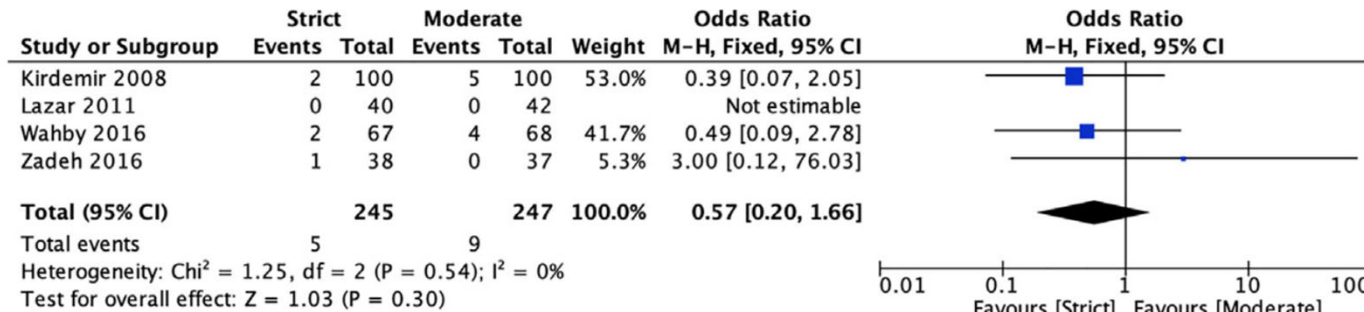 Strict Moderate Odds Ratio Odds Ratio
Study or Subgroup Events Total Events Total Weight M-H, Fixed, 95% CI M-H, Fixed, 95% CI
Kirdemir 2008 2 100 5 100 53.0% 0.39 [0.07, 2.05]
Lazar 2011 0 40 0 42 Not estimable
Wahby 2016 2 67 4 68 41.7% 0.49 [0.09, 2.78]
Zadeh 2016 1 38 0 37 5.3% 3.00 [0.12, 76.03]
Total (95% CI) 245 247 100.0% 0.57 [0.20, 1.66]
Total events 5 9
Heterogeneity: Chi² = 1.25, df = 2 (P = 0.54); I² = 0%
Test for overall effect: Z = 1.03 (P = 0.30)
0.01 0.1 1 10 100
Favours [Strict] Favours [Moderate]